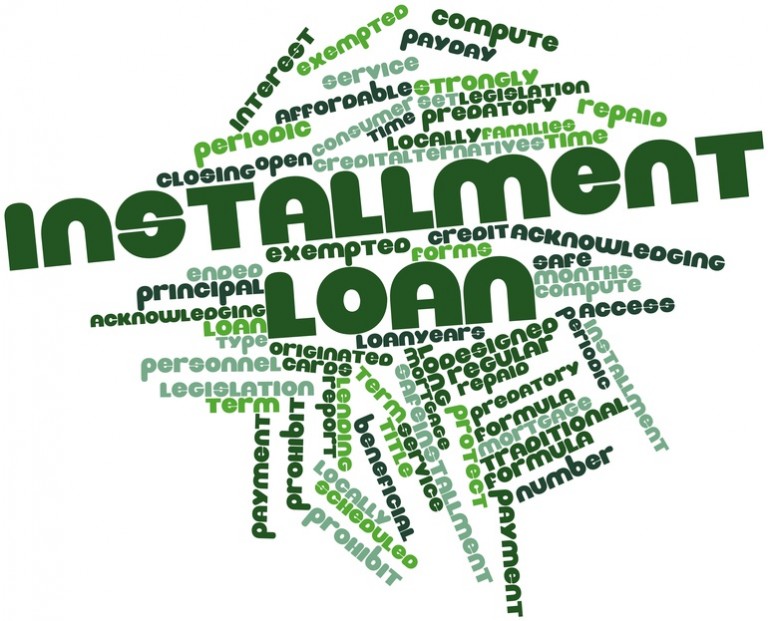 compute
exempted
payday
interest
service
strongly
affordable
set
legislation
consumer
predatory
repaid
periodic
time
locally
families
time
closing
open
credit
alternatives
INSTALLMENT
exempted
forms
credit
acknowledging
ended
safe
principal
LOAN
months
compute
acknowledging
access
loan
loan
years
type
originated
designed
periodic
installment
personnel
cards
regular
legislation
repaid
term
report
lending
term
safe
mortgage
long
predatory
formula
mortgage
traditional
formula
protect
number
payment
prohibit
beneficial
title
service
installment
locally
scheduled
prohibit
payment